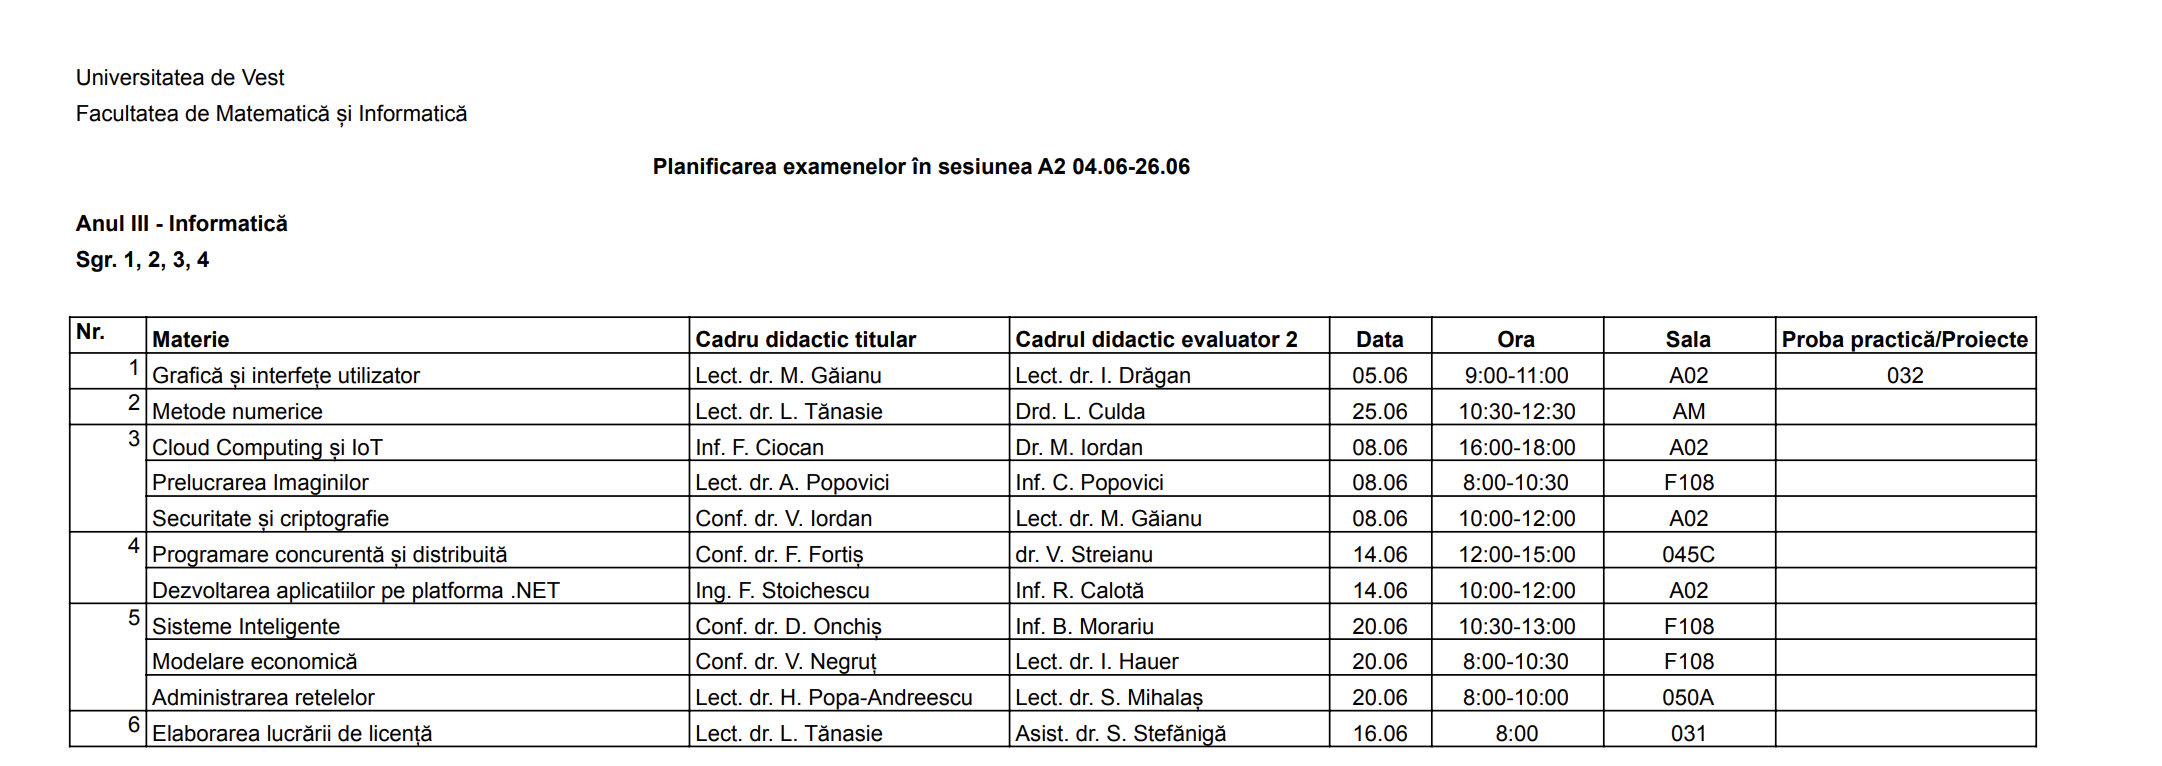 Universitatea de Vest
Facultatea de Matematică și Informatică
Planificarea examenelor în sesiunea A2 04.06-26.06
Anul III - Informatică
Sgr. 1, 2, 3, 4
Nr. Materie Cadru didactic titular Cadrul didactic evaluator 2 Data Ora Sala Proba practică/Proiecte
1 Grafică și interfețe utilizator Lect. dr. M. Găianu Lect. dr. I. Drăgan 05.06 9:00-11:00 A02 032
2 Metode numerice Lect. dr. L. Tănasie Drd. L. Culda 25.06 10:30-12:30 AM
3 Cloud Computing și IoT Inf. F. Ciocan Dr. M. Iordan 08.06 16:00-18:00 A02
Prelucrarea Imaginilor Lect. dr. A. Popovici Inf. C. Popovici 08.06 8:00-10:30 F108
Securitate și criptografie Conf. dr. V. Iordan Lect. dr. M. Găianu 08.06 10:00-12:00 A02
4 Programare concurentă și distribuită Conf. dr. F. Fortiș dr. V. Streianu 14.06 12:00-15:00 045C
Dezvoltarea aplicatiilor pe platforma .NET Ing. F. Stoichescu Inf. R. Calotă 14.06 10:00-12:00 A02
5 Sisteme Inteligente Conf. dr. D. Onchiș Inf. B. Morariu 20.06 10:30-13:00 F108
Modelare economică Conf. dr. V. Negruț Lect. dr. I. Hauer 20.06 8:00-10:30 F108
Administrarea retelelor Lect. dr. H. Popa-Andreescu Lect. dr. S. Mihalaș 20.06 8:00-10:00 050A
6 Elaborarea lucrării de licență Lect. dr. L. Tănasie Asist. dr. S. Stefănigă 16.06 8:00 031